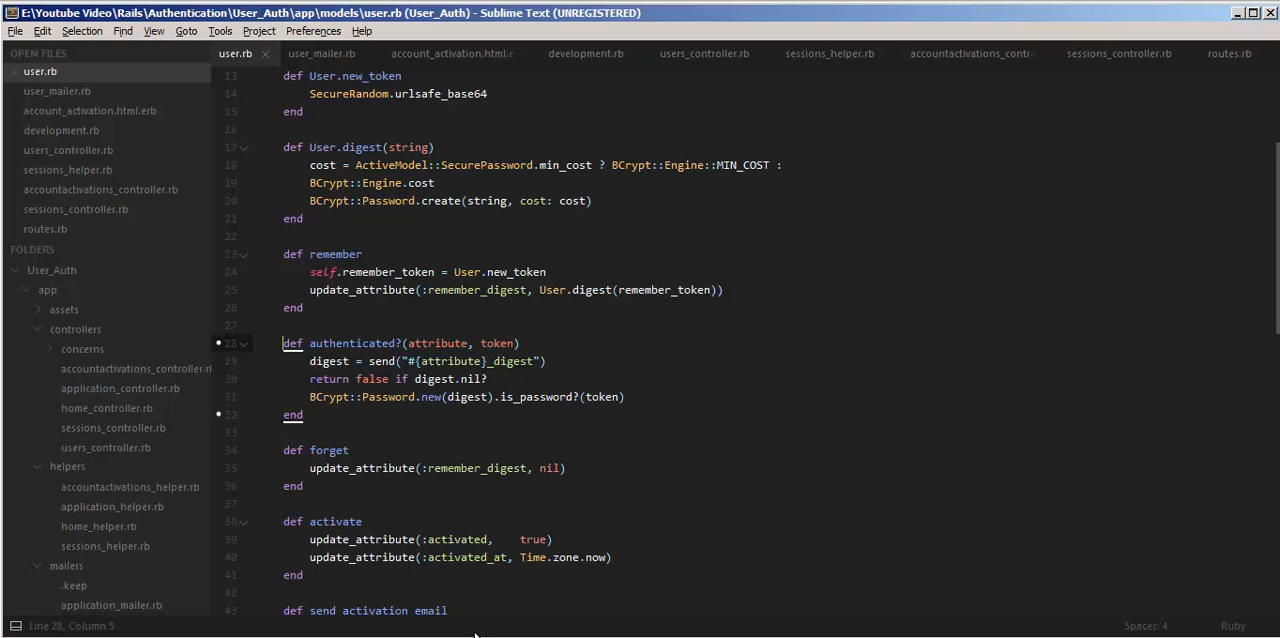 E:\Youtube Video\Rails\Authentication\User_Auth\app\models\user.rb (User_Auth) - Sublime Text (UNREGISTERED)
File Edit Selection Find View Goto Tools Project Preferences Help
OPEN FILES
user.rb
user_mailer.rb
account_activation.html.erb
development.rb
users_controller.rb
sessions_helper.rb
accountactivations_controller.rb
sessions_controller.rb
routes.rb
FOLDERS
User_Auth
app
assets
controllers
concerns
accountactivations_controller.rl
application_controller.rb
home_controller.rb
sessions_controller.rb
users_controller.rb
helpers
accountactivations_helper.rb
application_helper.rb
home_helper.rb
sessions_helper.rb
mailers
.keep
application_mailer.rb
user.rb user_mailer.rb account_activation.html.e development.rb users_controller.rb sessions_helper.rb accountactivations_contr sessions_controller.rb routes.rb
13 def User.new_token
14 SecureRandom.urlsafe_base64
15 end
16
17 def User.digest(string)
18 cost = ActiveModel::SecurePassword.min_cost ? BCrypt::Engine::MIN_COST :
19 BCrypt::Engine.cost
20 BCrypt::Password.create(string, cost: cost)
21 end
22
23 def remember
24 self.remember_token = User.new_token
25 update_attribute(:remember_digest, User.digest(remember_token))
26 end
27
28 def authenticated?(attribute, token)
29 digest = send("#{attribute}_digest")
30 return false if digest.nil?
31 BCrypt::Password.new(digest).is_password?(token)
32 end
33
34 def forget
35 update_attribute(:remember_digest, nil)
36 end
37
38 def activate
39 update_attribute(:activated, true)
40 update_attribute(:activated_at, Time.zone.now)
41 end
42
43 def send activation email
Line 28, Column 5 Spaces: 4 Ruby